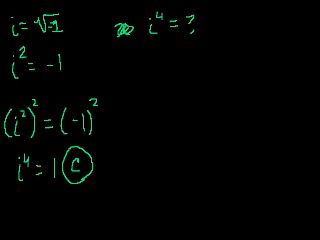 i = √-1
i⁴ = ?
i² = -1
(i²)² = (-1)²
i⁴ = 1 C